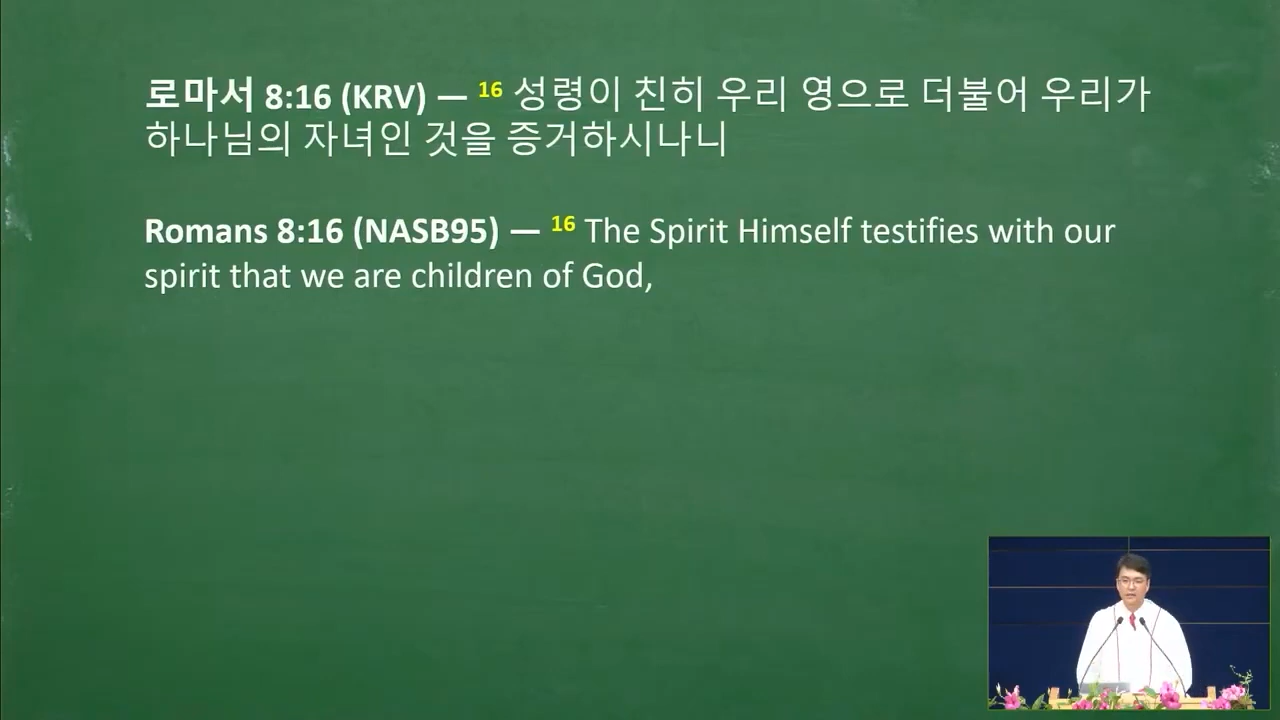 로마서 8:16 (KRV) — 16 성령이 친히 우리 영으로 더불어 우리가
하나님의 자녀인 것을 증거하시나니
Romans 8:16 (NASB95) — 16 The Spirit Himself testifies with our
spirit that we are children of God,